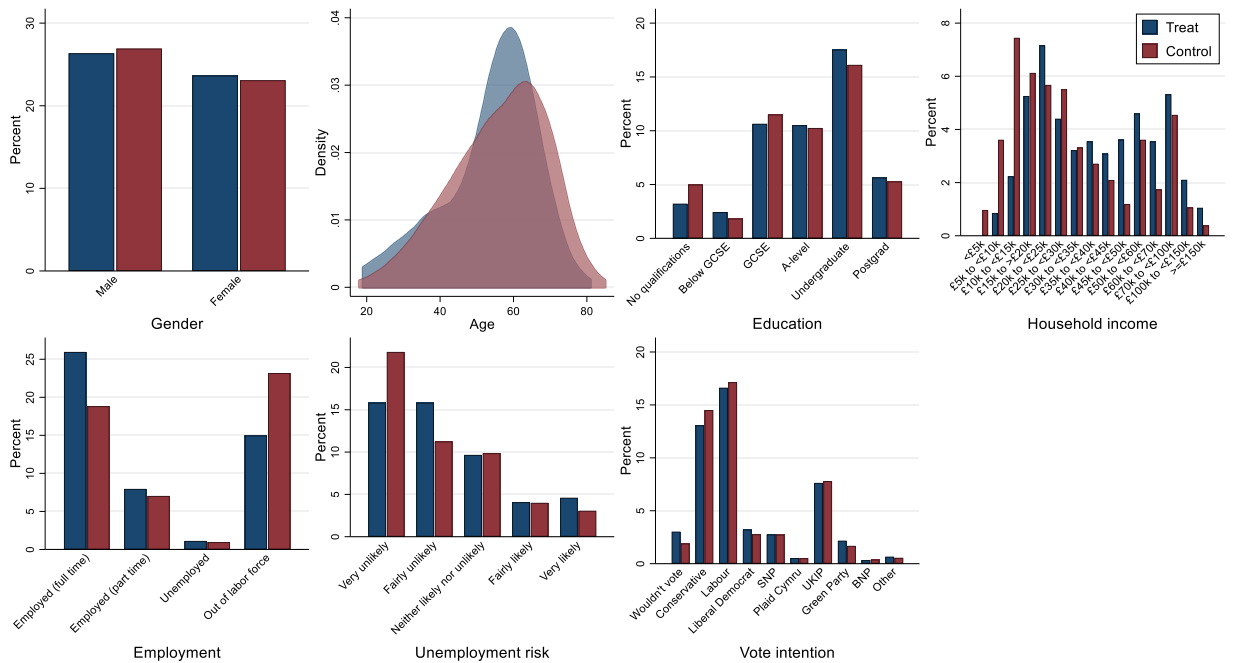 Percent
0
10
20
30
Male
Female
Gender
Density
0
.01
.02
.03
.04
20
40
60
80
Age
Percent
0
5
10
15
20
No qualifications
Below GCSE
GCSE
A-level
Undergraduate
Postgrad
Education
Treat
Control
Percent
0
2
4
6
8
<£5k
£5k to <£10k
£10k to <£15k
£15k to >£20k
£20k to <£25k
£25k to <£30k
£30k to <£35k
£35k to <£40k
£40k to <£45k
£45k to <£50k
£50k to <£60k
£60k to <£70k
£70k to <£100k
£100k to <£150k
>=£150k
Household income
Percent
0
5
10
15
20
25
Employed (full time)
Employed (part time)
Unemployed
Out of labor force
Employment
Percent
0
5
10
15
20
Very unlikely
Fairly unlikely
Neither likely nor unlikely
Fairly likely
Very likely
Unemployment risk
Percent
0
5
10
15
20
Wouldn't vote
Conservative
Labour
Liberal Democrat
SNP
Plaid Cymru
UKIP
Green Party
BNP
Other
Vote intention